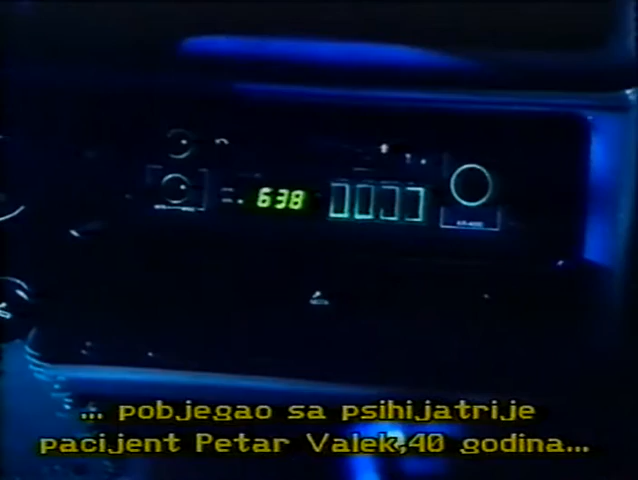 638
... pobjegao sa psihijatrije
pacijent Petar Valek,40 godina...